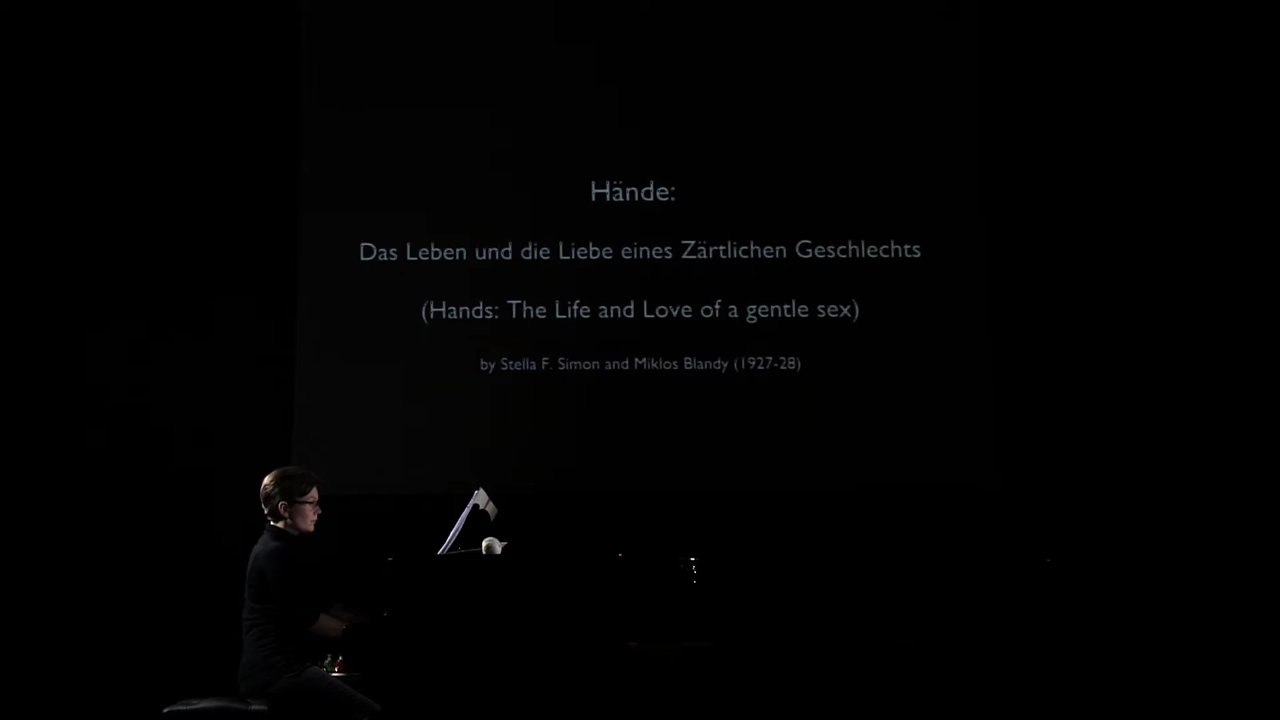 Hände:
Das Leben und die Liebe eines Zärtlichen Geschlechts
(Hands: The Life and Love of a gentle sex)
by Stella F. Simon and Miklos Blandy (1927-28)